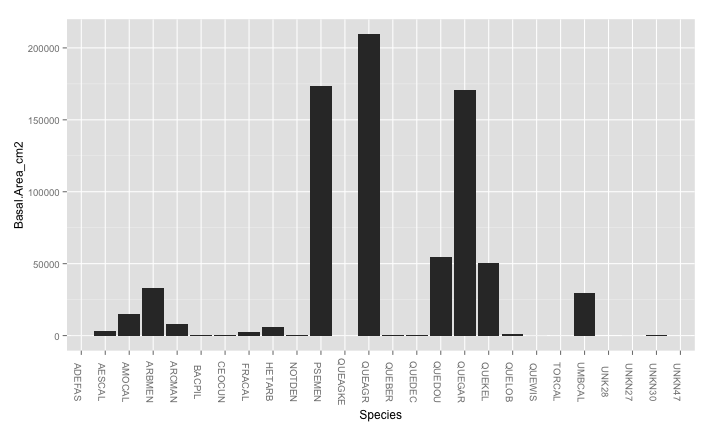 Basal.Area_cm2
200000
150000
100000
50000
0
ADEFAS
AESCAL
AMOCAL
ARBMEN
ARCMAN
BACPIL
CEOCUN
FRACAL
HETARB
NOTDEN
PSEMEN
QUEAGKE
QUEAGR
QUEBER
QUEDEC
QUEDOU
QUEGAR
QUEKEL
QUELOB
QUEWIS
TORCAL
UMBCAL
UNK28
UNKN27
UNKN30
UNKN47
Species